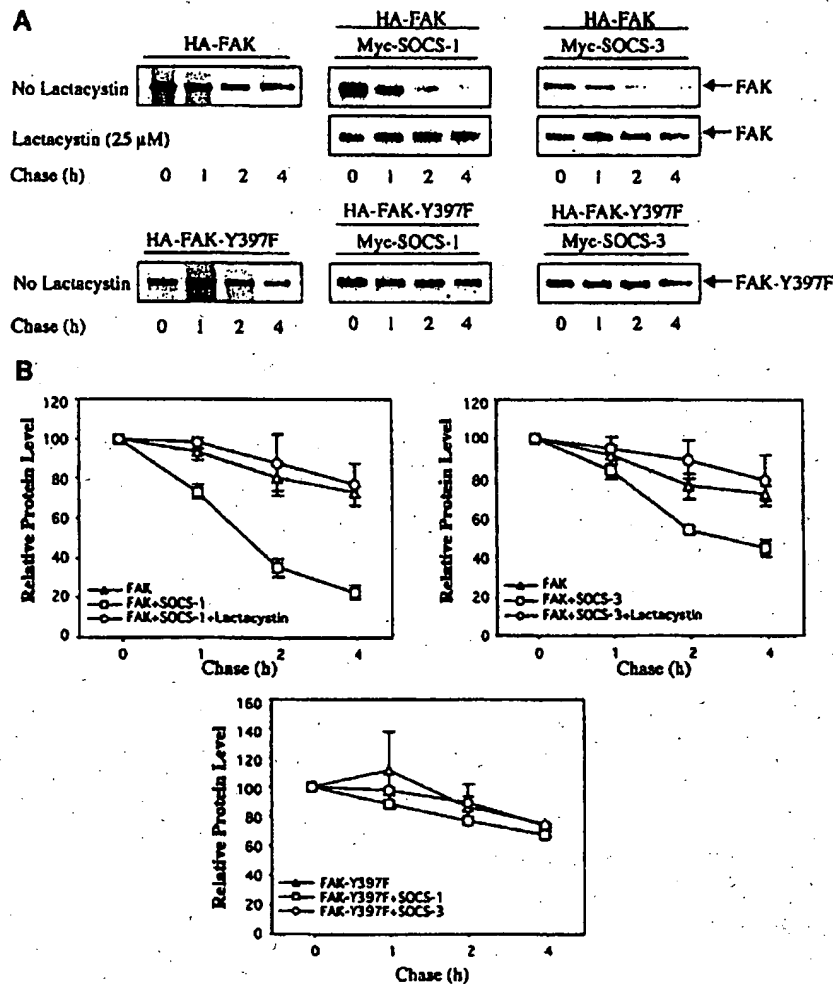 A
HA-FAK
HA-FAK
Myc-SOCS-1
HA-FAK
Myc-SOCS-3
No Lactacystin
FAK
Lactacystin (25 μM)
FAK
Chase (h)
0 1 2 4
0 1 2 4
0 1 2 4
HA-FAK-Y397F
HA-FAK-Y397F
Myc-SOCS-1
HA-FAK-Y397F
Myc-SOCS-3
No Lactacystin
FAK-Y397F
Chase (h)
0 1 2 4
0 1 2 4
0 1 2 4
B
Relative Protein Level
120
100
80
60
40
20
0
FAK
FAK+SOCS-1
FAK+SOCS-1+Lactacystin
0 1 2 4
Chase (h)
Relative Protein Level
120
100
80
60
40
20
0
FAK
FAK+SOCS-3
FAK+SOCS-3+Lactacystin
0 1 2 4
Chase (h)
Relative Protein Level
160
140
120
100
80
60
40
20
0
FAK-Y397F
FAK-Y397F+SOCS-1
FAK-Y397F+SOCS-3
0 1 2 4
Chase (h)